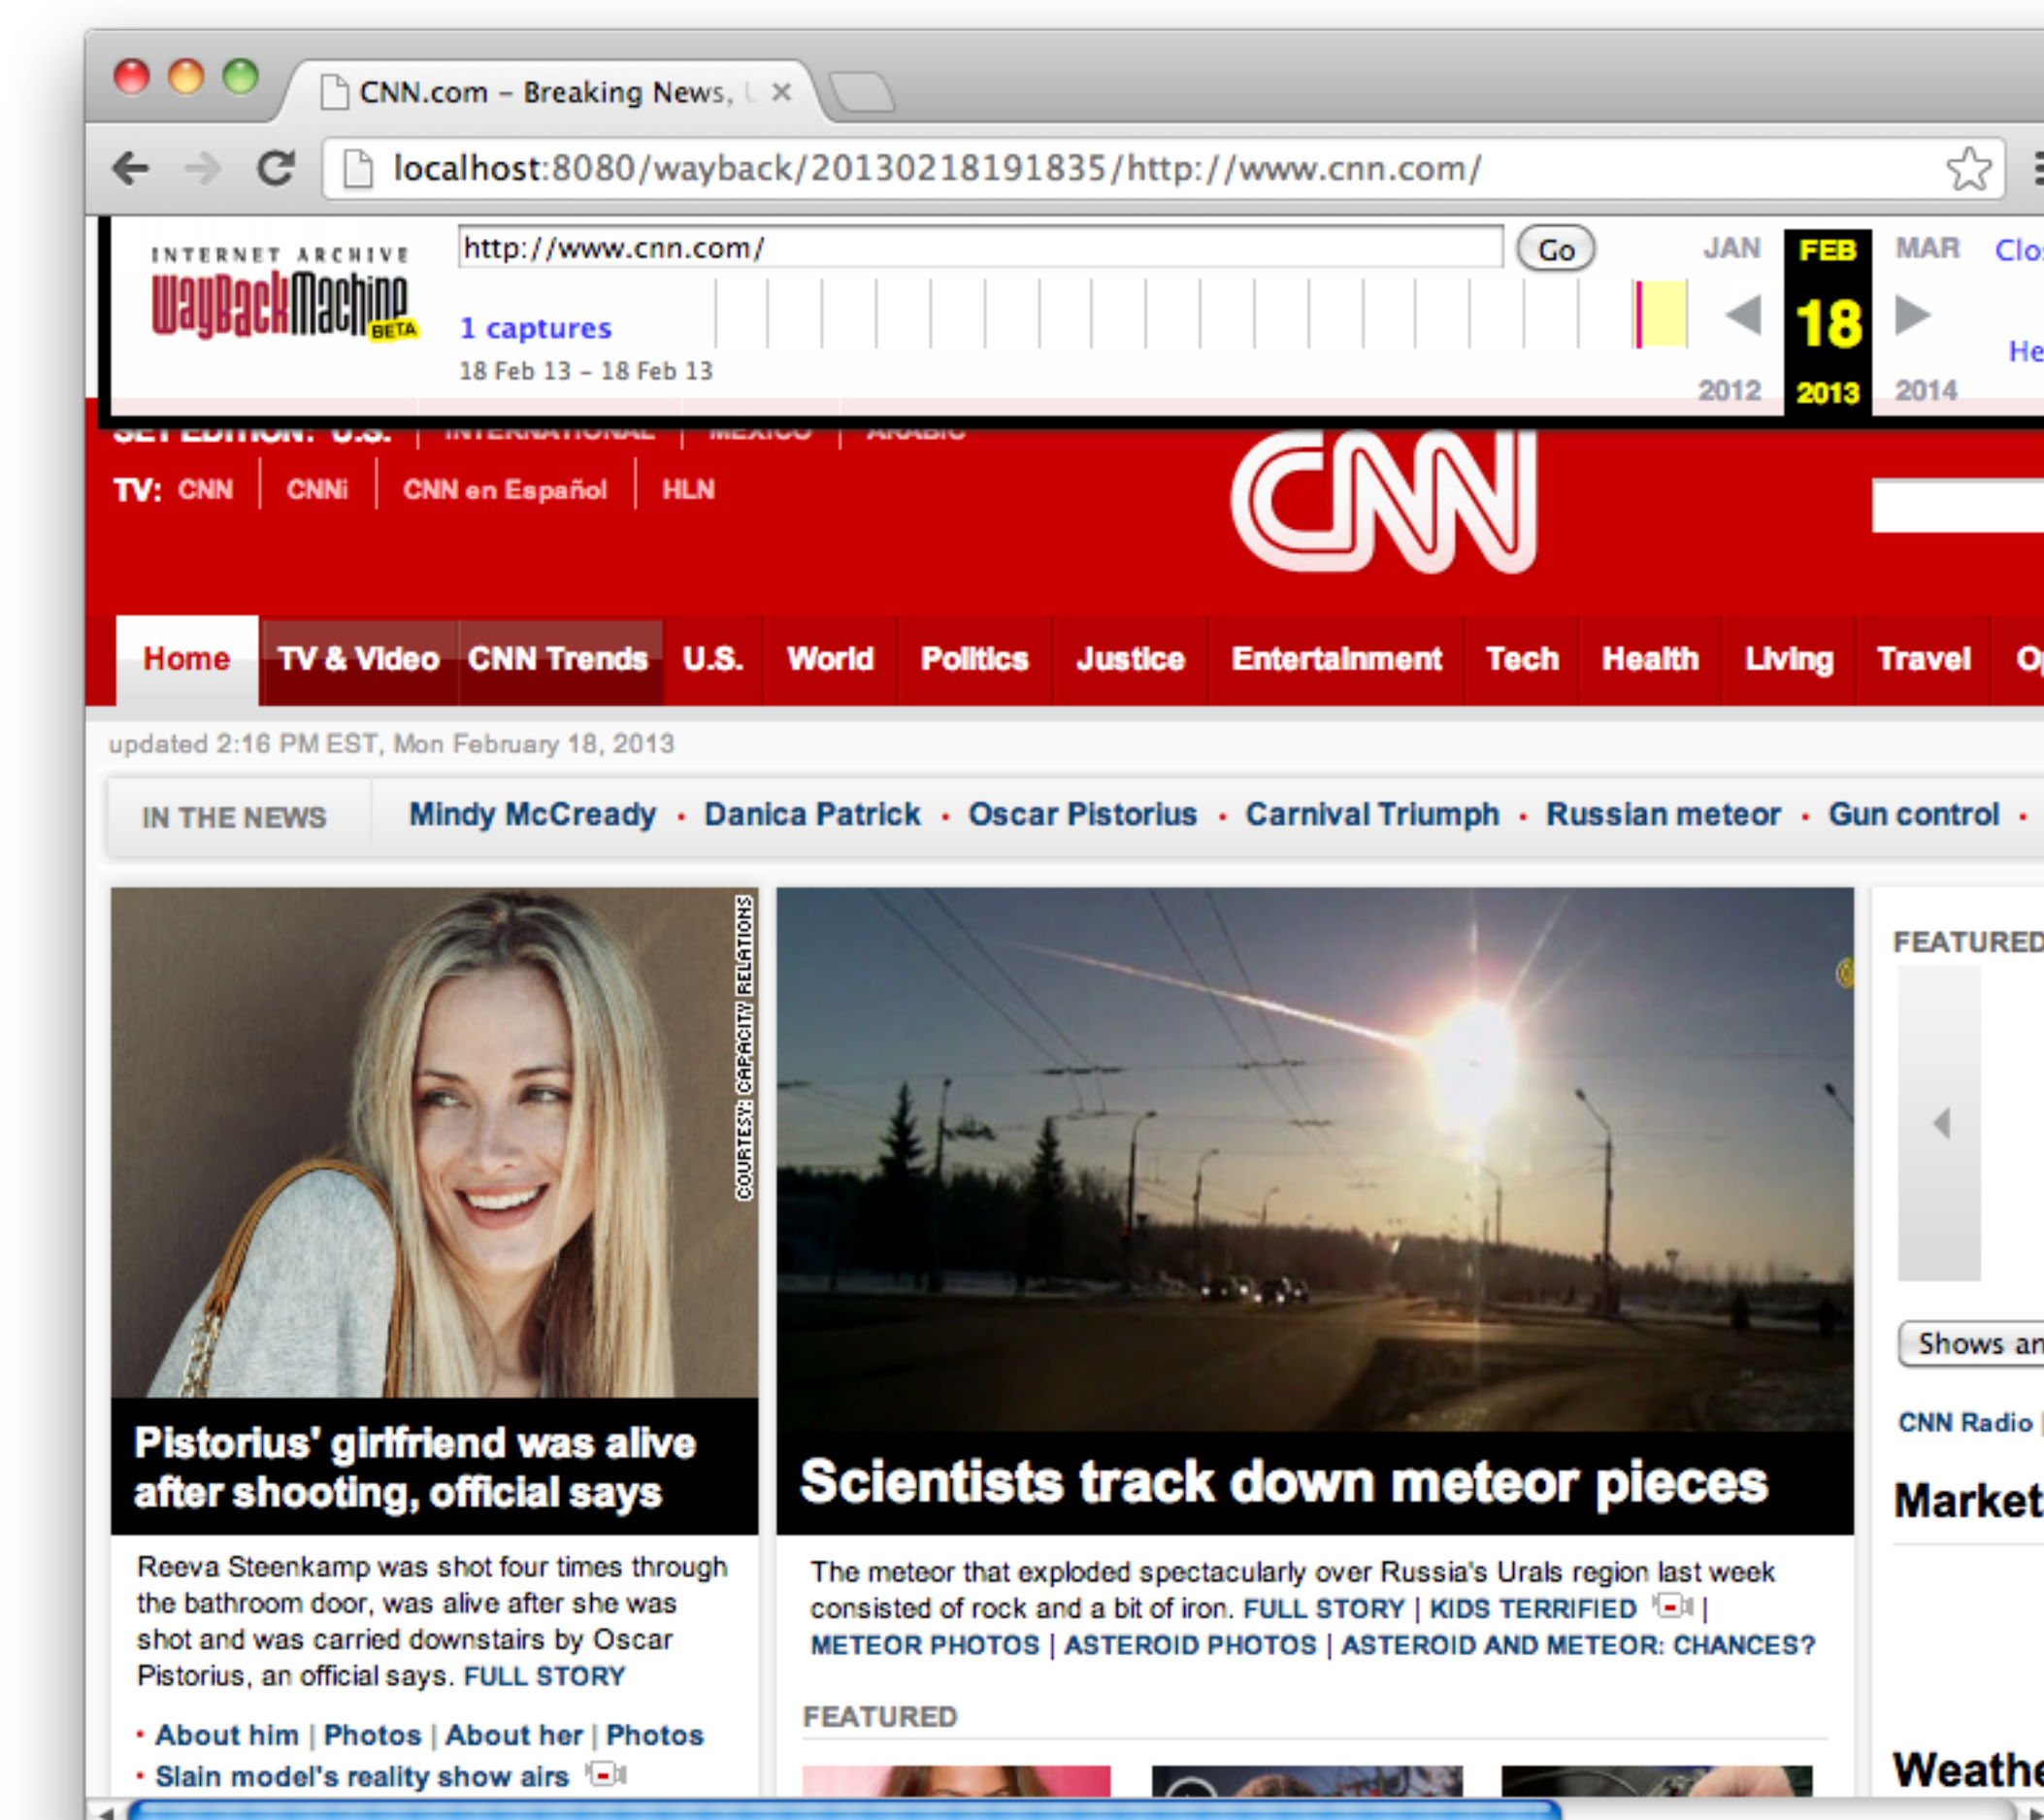 CNN.com – Breaking News, U
localhost:8080/wayback/20130218191835/http://www.cnn.com/
INTERNET ARCHIVE
WayBackMachine
BETA
http://www.cnn.com/
Go
JAN FEB MAR
1 captures
18
18 Feb 13 – 18 Feb 13
2012 2013 2014
SET EDITION: U.S. INTERNATIONAL MEXICO ARABIC
TV: CNN CNNi CNN en Español HLN
CNN
Home TV & Video CNN Trends U.S. World Politics Justice Entertainment Tech Health Living Travel
updated 2:16 PM EST, Mon February 18, 2013
IN THE NEWS Mindy McCready · Danica Patrick · Oscar Pistorius · Carnival Triumph · Russian meteor · Gun control ·
COURTESY: CAPACITY RELATIONS
Pistorius' girlfriend was alive
after shooting, official says
Reeva Steenkamp was shot four times through
the bathroom door, was alive after she was
shot and was carried downstairs by Oscar
Pistorius, an official says. FULL STORY
· About him | Photos | About her | Photos
· Slain model's reality show airs
Scientists track down meteor pieces
The meteor that exploded spectacularly over Russia's Urals region last week
consisted of rock and a bit of iron. FULL STORY | KIDS TERRIFIED |
METEOR PHOTOS | ASTEROID PHOTOS | ASTEROID AND METEOR: CHANCES?
FEATURED
FEATURED
Shows
CNN Radio |
Market